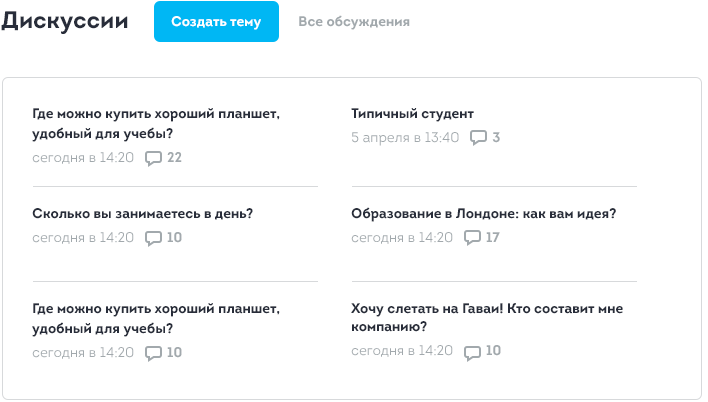 Дискуссии
Создать тему
Все обсуждения
Где можно купить хороший планшет,
удобный для учебы?
сегодня в 14:20 22
Типичный студент
5 апреля в 13:40 3
Сколько вы занимаетесь в день?
сегодня в 14:20 10
Образование в Лондоне: как вам идея?
сегодня в 14:20 17
Где можно купить хороший планшет,
удобный для учебы?
сегодня в 14:20 10
Хочу слетать на Гаваи! Кто составит мне
компанию?
сегодня в 14:20 10